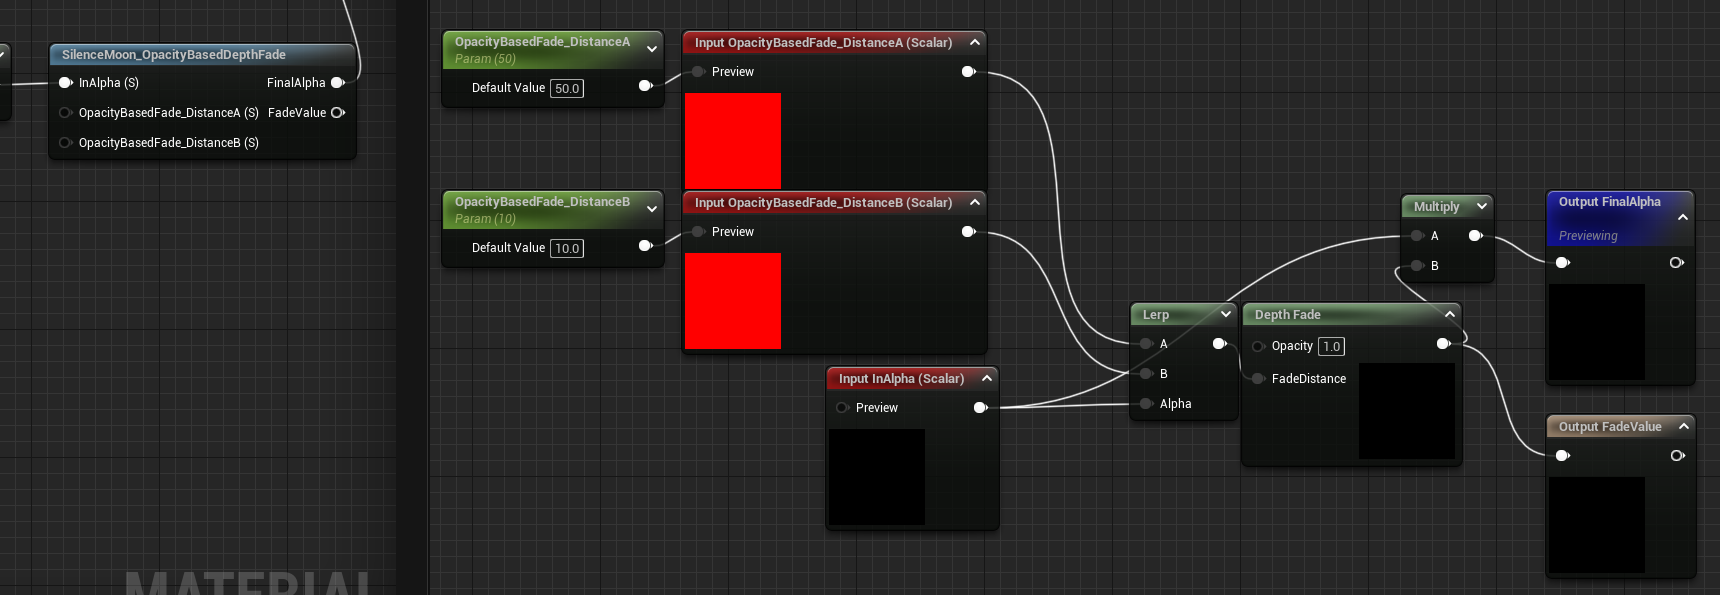 SilenceMoon_OpacityBasedDepthFade
InAlpha (S)
FinalAlpha
OpacityBasedFade_DistanceA (S)
FadeValue
OpacityBasedFade_DistanceB (S)
MATERIAL
OpacityBasedFade_DistanceA
Param (50)
Default Value 50.0
Input OpacityBasedFade_DistanceA (Scalar)
Preview
OpacityBasedFade_DistanceB
Param (10)
Default Value 10.0
Input OpacityBasedFade_DistanceB (Scalar)
Preview
Input InAlpha (Scalar)
Preview
Lerp
A
B
Alpha
Depth Fade
Opacity 1.0
FadeDistance
Multiply
A
B
Output FinalAlpha
Previewing
Output FadeValue